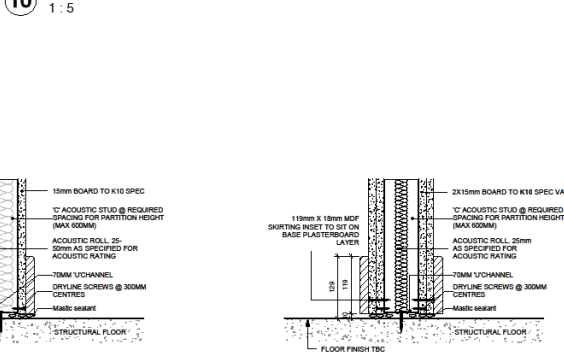 10
1 : 5
15mm BOARD TO K10 SPEC
'C' ACOUSTIC STUD @ REQUIRED
SPACING FOR PARTITION HEIGHT
(MAX 600MM)
ACOUSTIC ROLL. 25-
50mm AS SPECIFIED FOR
ACOUSTIC RATING
70MM 'U'CHANNEL
DRYLINE SCREWS @ 300MM
CENTRES
Mastic sealant
STRUCTURAL FLOOR
119mm X 18mm MDF
SKIRTING INSET TO SIT ON
BASE PLASTERBOARD
LAYER
129
119
10
FLOOR FINISH TBC
2X15mm BOARD TO K10 SPEC VA
'C' ACOUSTIC STUD @ REQUIRED
SPACING FOR PARTITION HEIGHT
(MAX 600MM)
ACOUSTIC ROLL. 25mm
AS SPECIFIED FOR
ACOUSTIC RATING
70MM 'U'CHANNEL
DRYLINE SCREWS @ 300MM
CENTRES
Mastic sealant
STRUCTURAL FLOOR